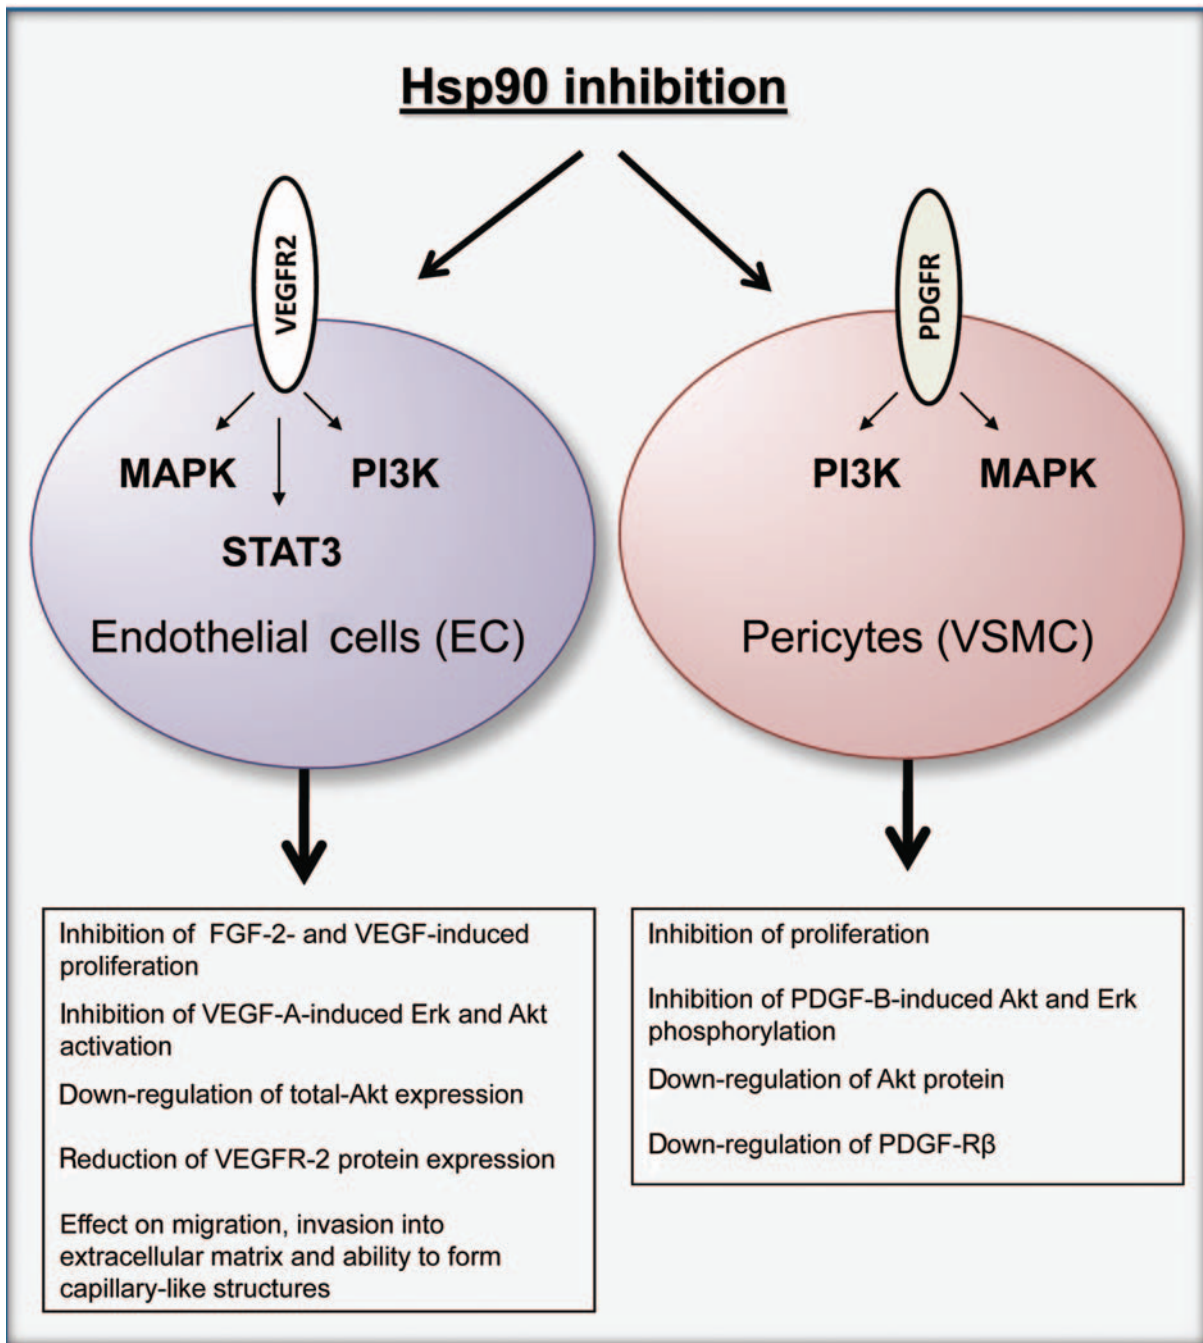 Hsp90 inhibition
VEGFR2
MAPK PI3K
STAT3
Endothelial cells (EC)
PDGFR
PI3K MAPK
Pericytes (VSMC)
Inhibition of FGF-2- and VEGF-induced
proliferation
Inhibition of VEGF-A-induced Erk and Akt
activation
Down-regulation of total-Akt expression
Reduction of VEGFR-2 protein expression
Effect on migration, invasion into
extracellular matrix and ability to form
capillary-like structures
Inhibition of proliferation
Inhibition of PDGF-B-induced Akt and Erk
phosphorylation
Down-regulation of Akt protein
Down-regulation of PDGF-Rβ